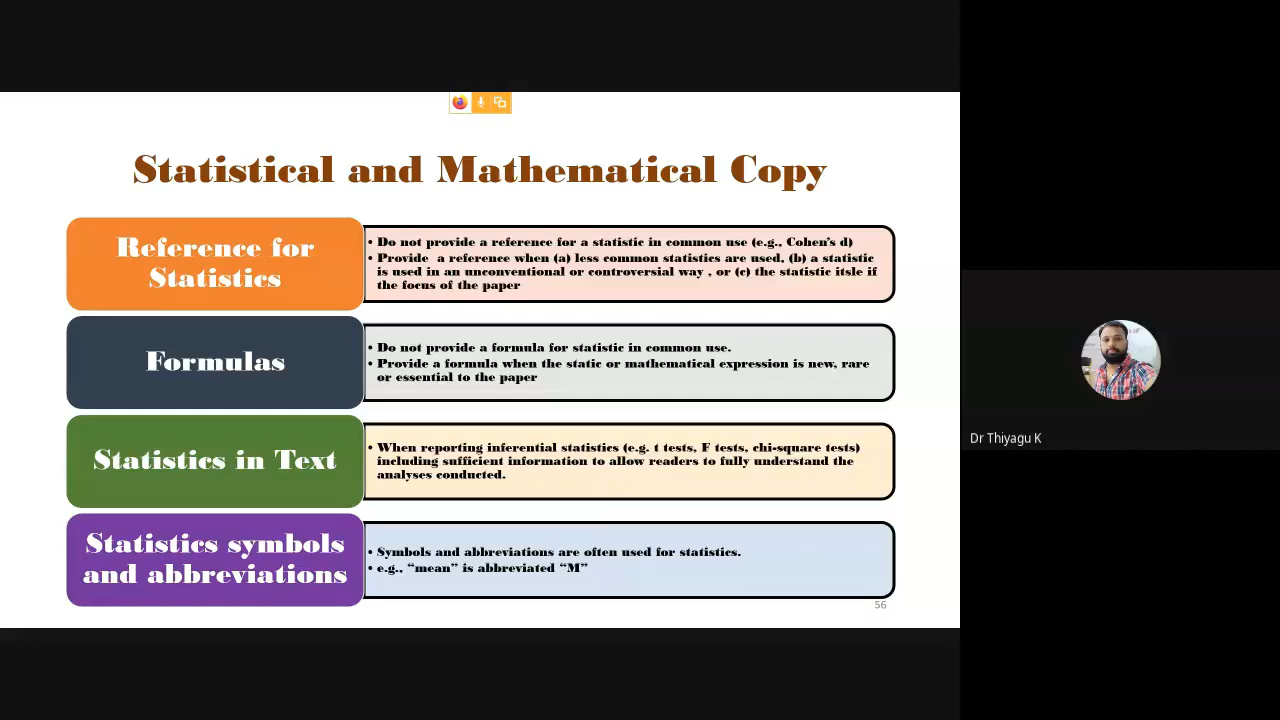 Statistical and Mathematical Copy
Reference for
Statistics
• Do not provide a reference for a statistic in common use (e.g., Cohen's d)
• Provide a reference when (a) less common statistics are used, (b) a statistic
is used in an unconventional or controversial way , or (c) the statistic itsle if
the focus of the paper
Formulas
• Do not provide a formula for statistic in common use.
• Provide a formula when the static or mathematical expression is new, rare
or essential to the paper
Statistics in Text
• When reporting inferential statistics (e.g. t tests, F tests, chi-square tests)
including sufficient information to allow readers to fully understand the
analyses conducted.
Statistics symbols
and abbreviations
• Symbols and abbreviations are often used for statistics.
• e.g., “mean” is abbreviated “M”
56
Dr Thiyagu K